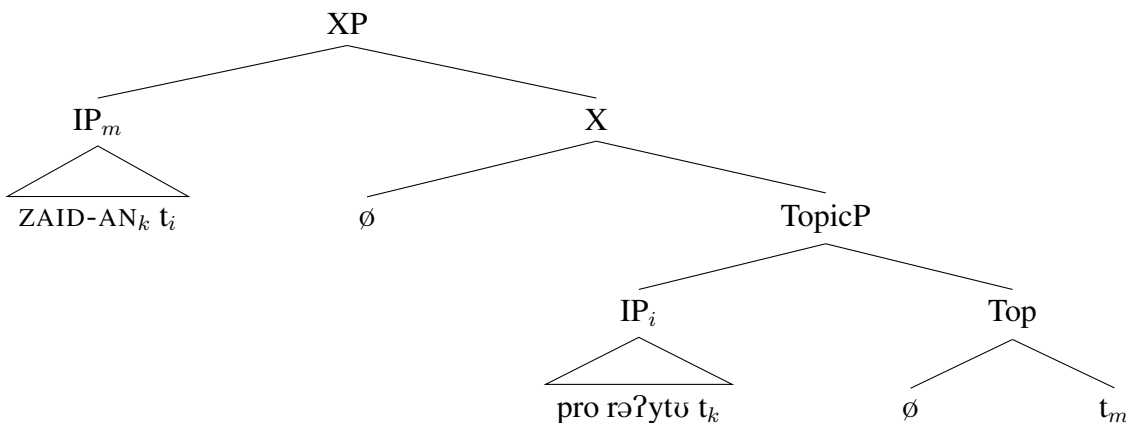 XP
IPₘ X
ZAID-ANₖ tᵢ ø TopicP
IPᵢ Top
pro rəʔytʊ tₖ ø tₘ